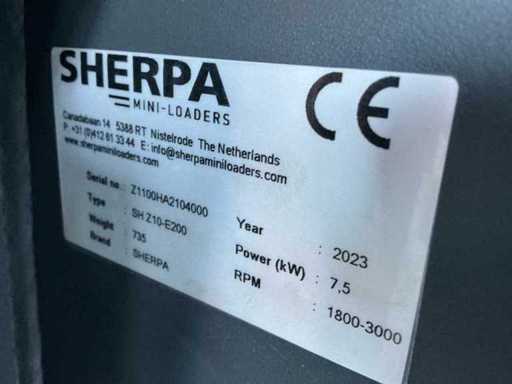 SHERPA
MINI-LOADERS
CE
Canadabaan 14 5388 RT Nistelrode The Netherlands
P: +31 (0)412 61 33 44 E: info@sherpaminiloaders.com
www.sherpaminiloaders.com
Serial no : Z1100HA2104000
Type : SH Z10-E200
Weight : 735
Brand : SHERPA
Year : 2023
Power (kW) : 7,5
RPM : 1800-3000